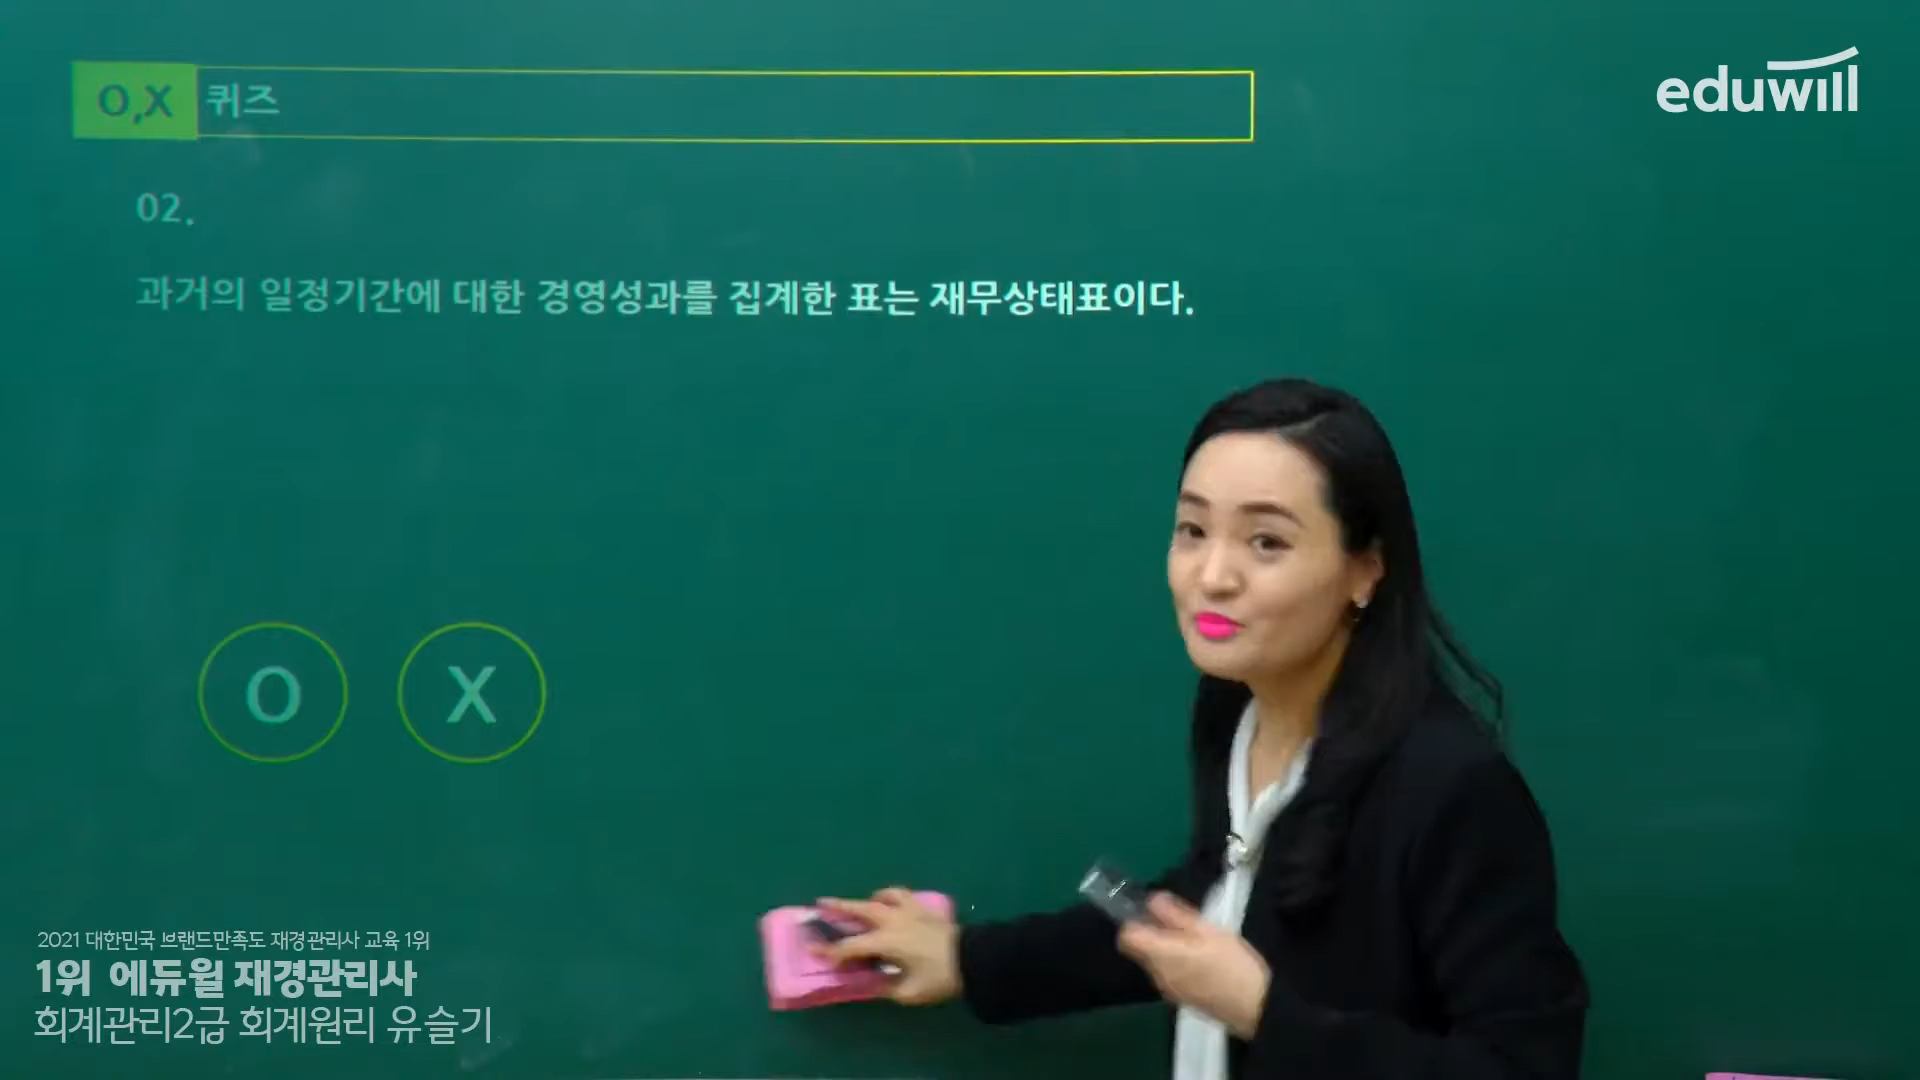 O,X 퀴즈
eduwill
02.
과거의 일정기간에 대한 경영성과를 집계한 표는 재무상태표이다.
O X
2021 대한민국 브랜드만족도 재경관리사 교육 1위
1위 에듀윌 재경관리사
회계관리2급 회계원리 유슬기